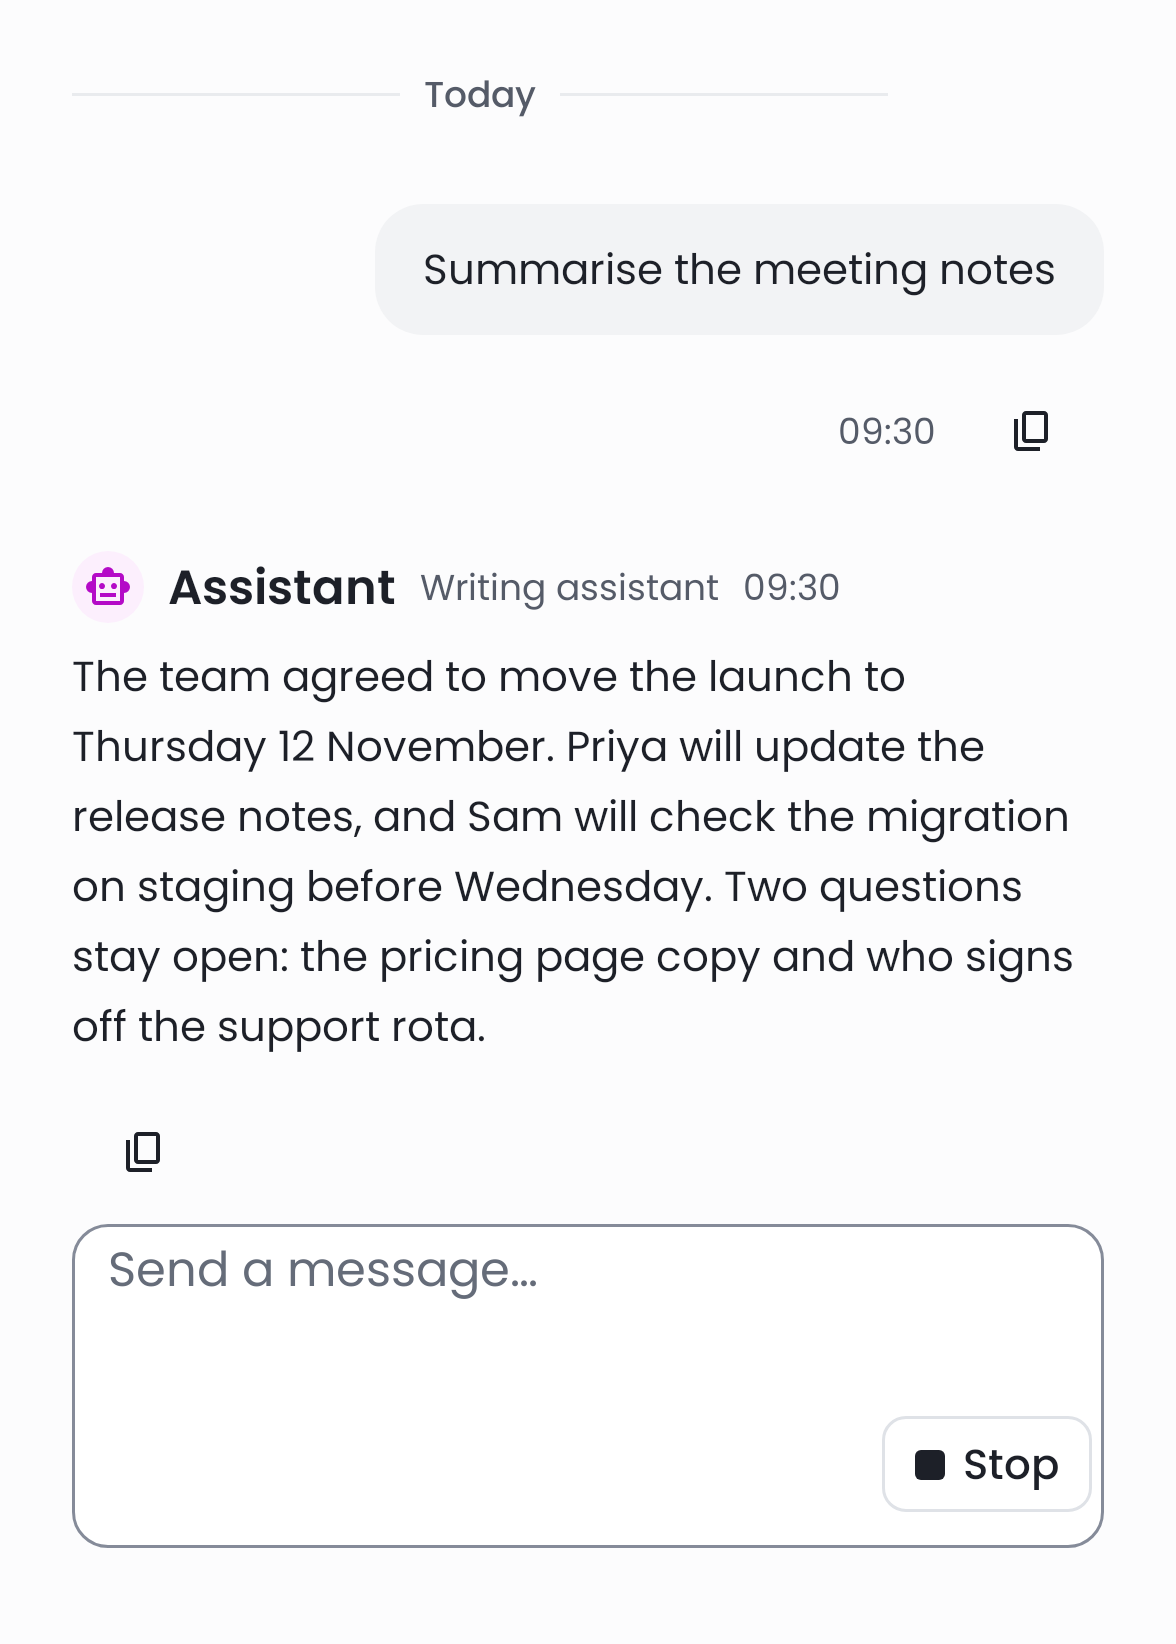 Today
Summarise the meeting notes
09:30
Assistant Writing assistant 09:30
The team agreed to move the launch to
Thursday 12 November. Priya will update the
release notes, and Sam will check the migration
on staging before Wednesday. Two questions
stay open: the pricing page copy and who signs
off the support rota.
Send a message...
Stop